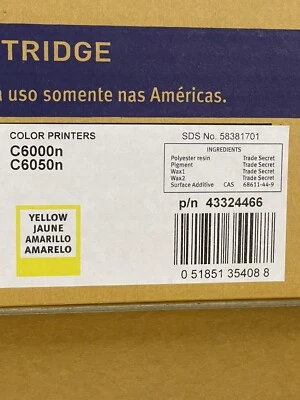 TRIDGE
uso somente nas Américas.
COLOR PRINTERS
C6000n
C6050n
SDS No. 58381701
INGREDIENTS
Polyester resin Trade Secret
Pigment Trade Secret
Wax1 Trade Secret
Wax2 Trade Secret
Surface Additive CAS 68611-44-9
p/n 43324466
YELLOW
JAUNE
AMARILLO
AMARELO
0 51851 35408 8